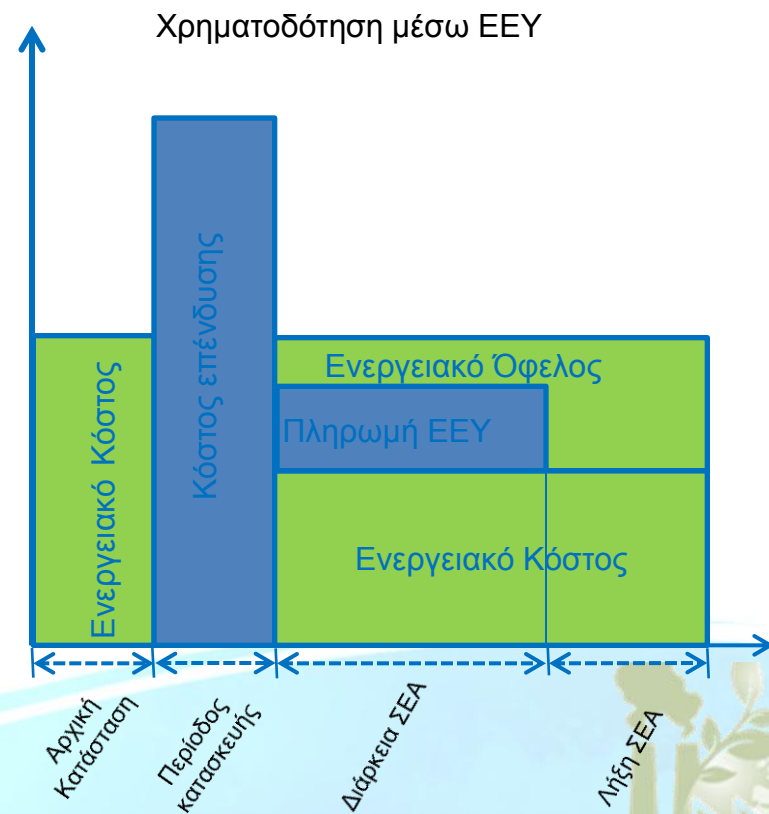 Χρηματοδότηση μέσω ΕΕΥ
Ενεργειακό Κόστος
Κόστος επένδυσης
Ενεργειακό Όφελος
Πληρωμή ΕΕΥ
Ενεργειακό Κόστος
Αρχική
Κατάσταση
Περίοδος
κατασκευής
Διάρκεια ΣΕΑ
Λήξη ΣΕΑ